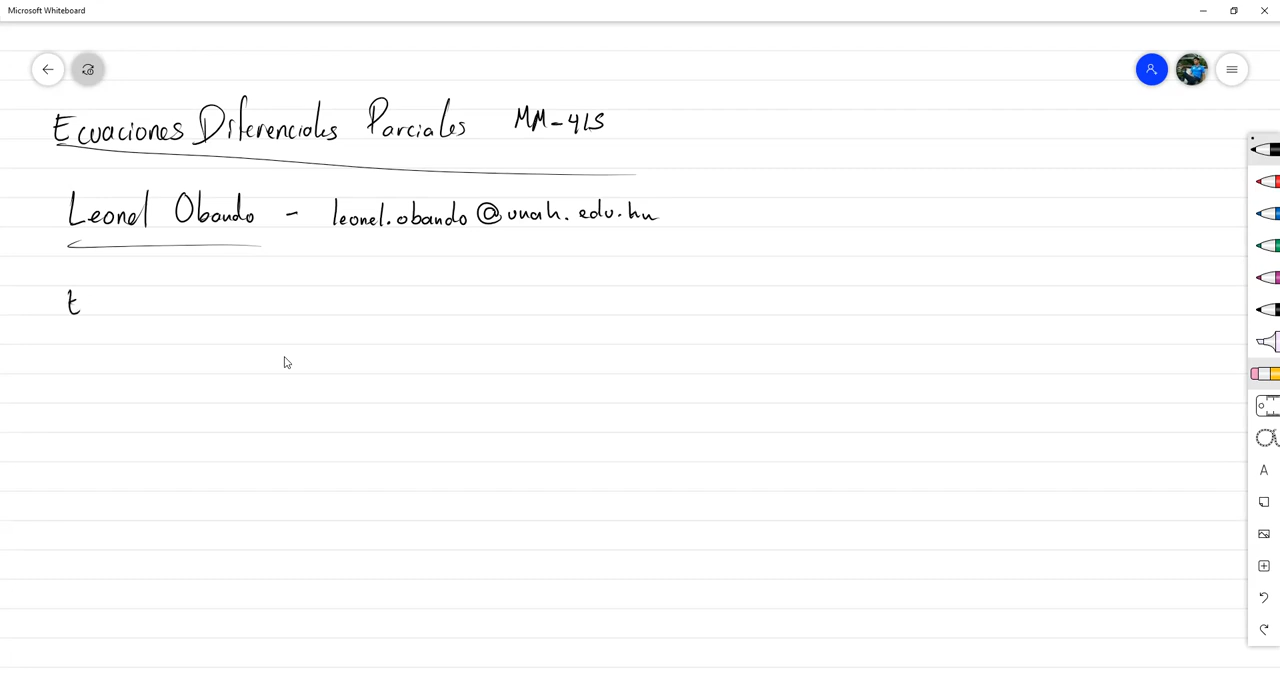 Microsoft Whiteboard
Ecuaciones Diferenciales Parciales MM-415
Leonel Obando - leonel.obando@unah.edu.hn
t
A